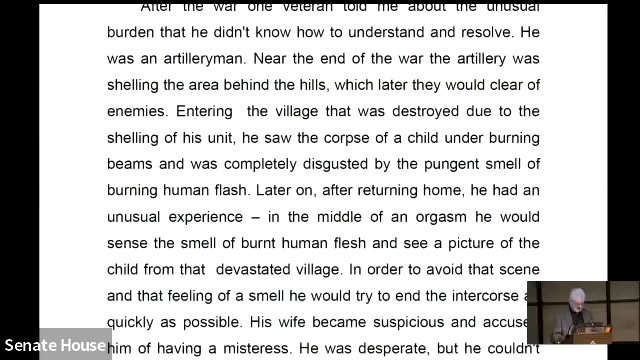 After the war one veteran told me about the unusual
burden that he didn't know how to understand and resolve. He
was an artilleryman. Near the end of the war the artillery was
shelling the area behind the hills, which later they would clear of
enemies. Entering the village that was destroyed due to the
shelling of his unit, he saw the corpse of a child under burning
beams and was completely disgusted by the pungent smell of
burning human flash. Later on, after returning home, he had an
unusual experience – in the middle of an orgasm he would
sense the smell of burnt human flesh and see a picture of the
child from that devastated village. In order to avoid that scene
and that feeling of a smell he would try to end the intercorse
quickly as possible. His wife became suspicious and accuse
him of having a misteress. He was desperate, but he couldn't
Senate House